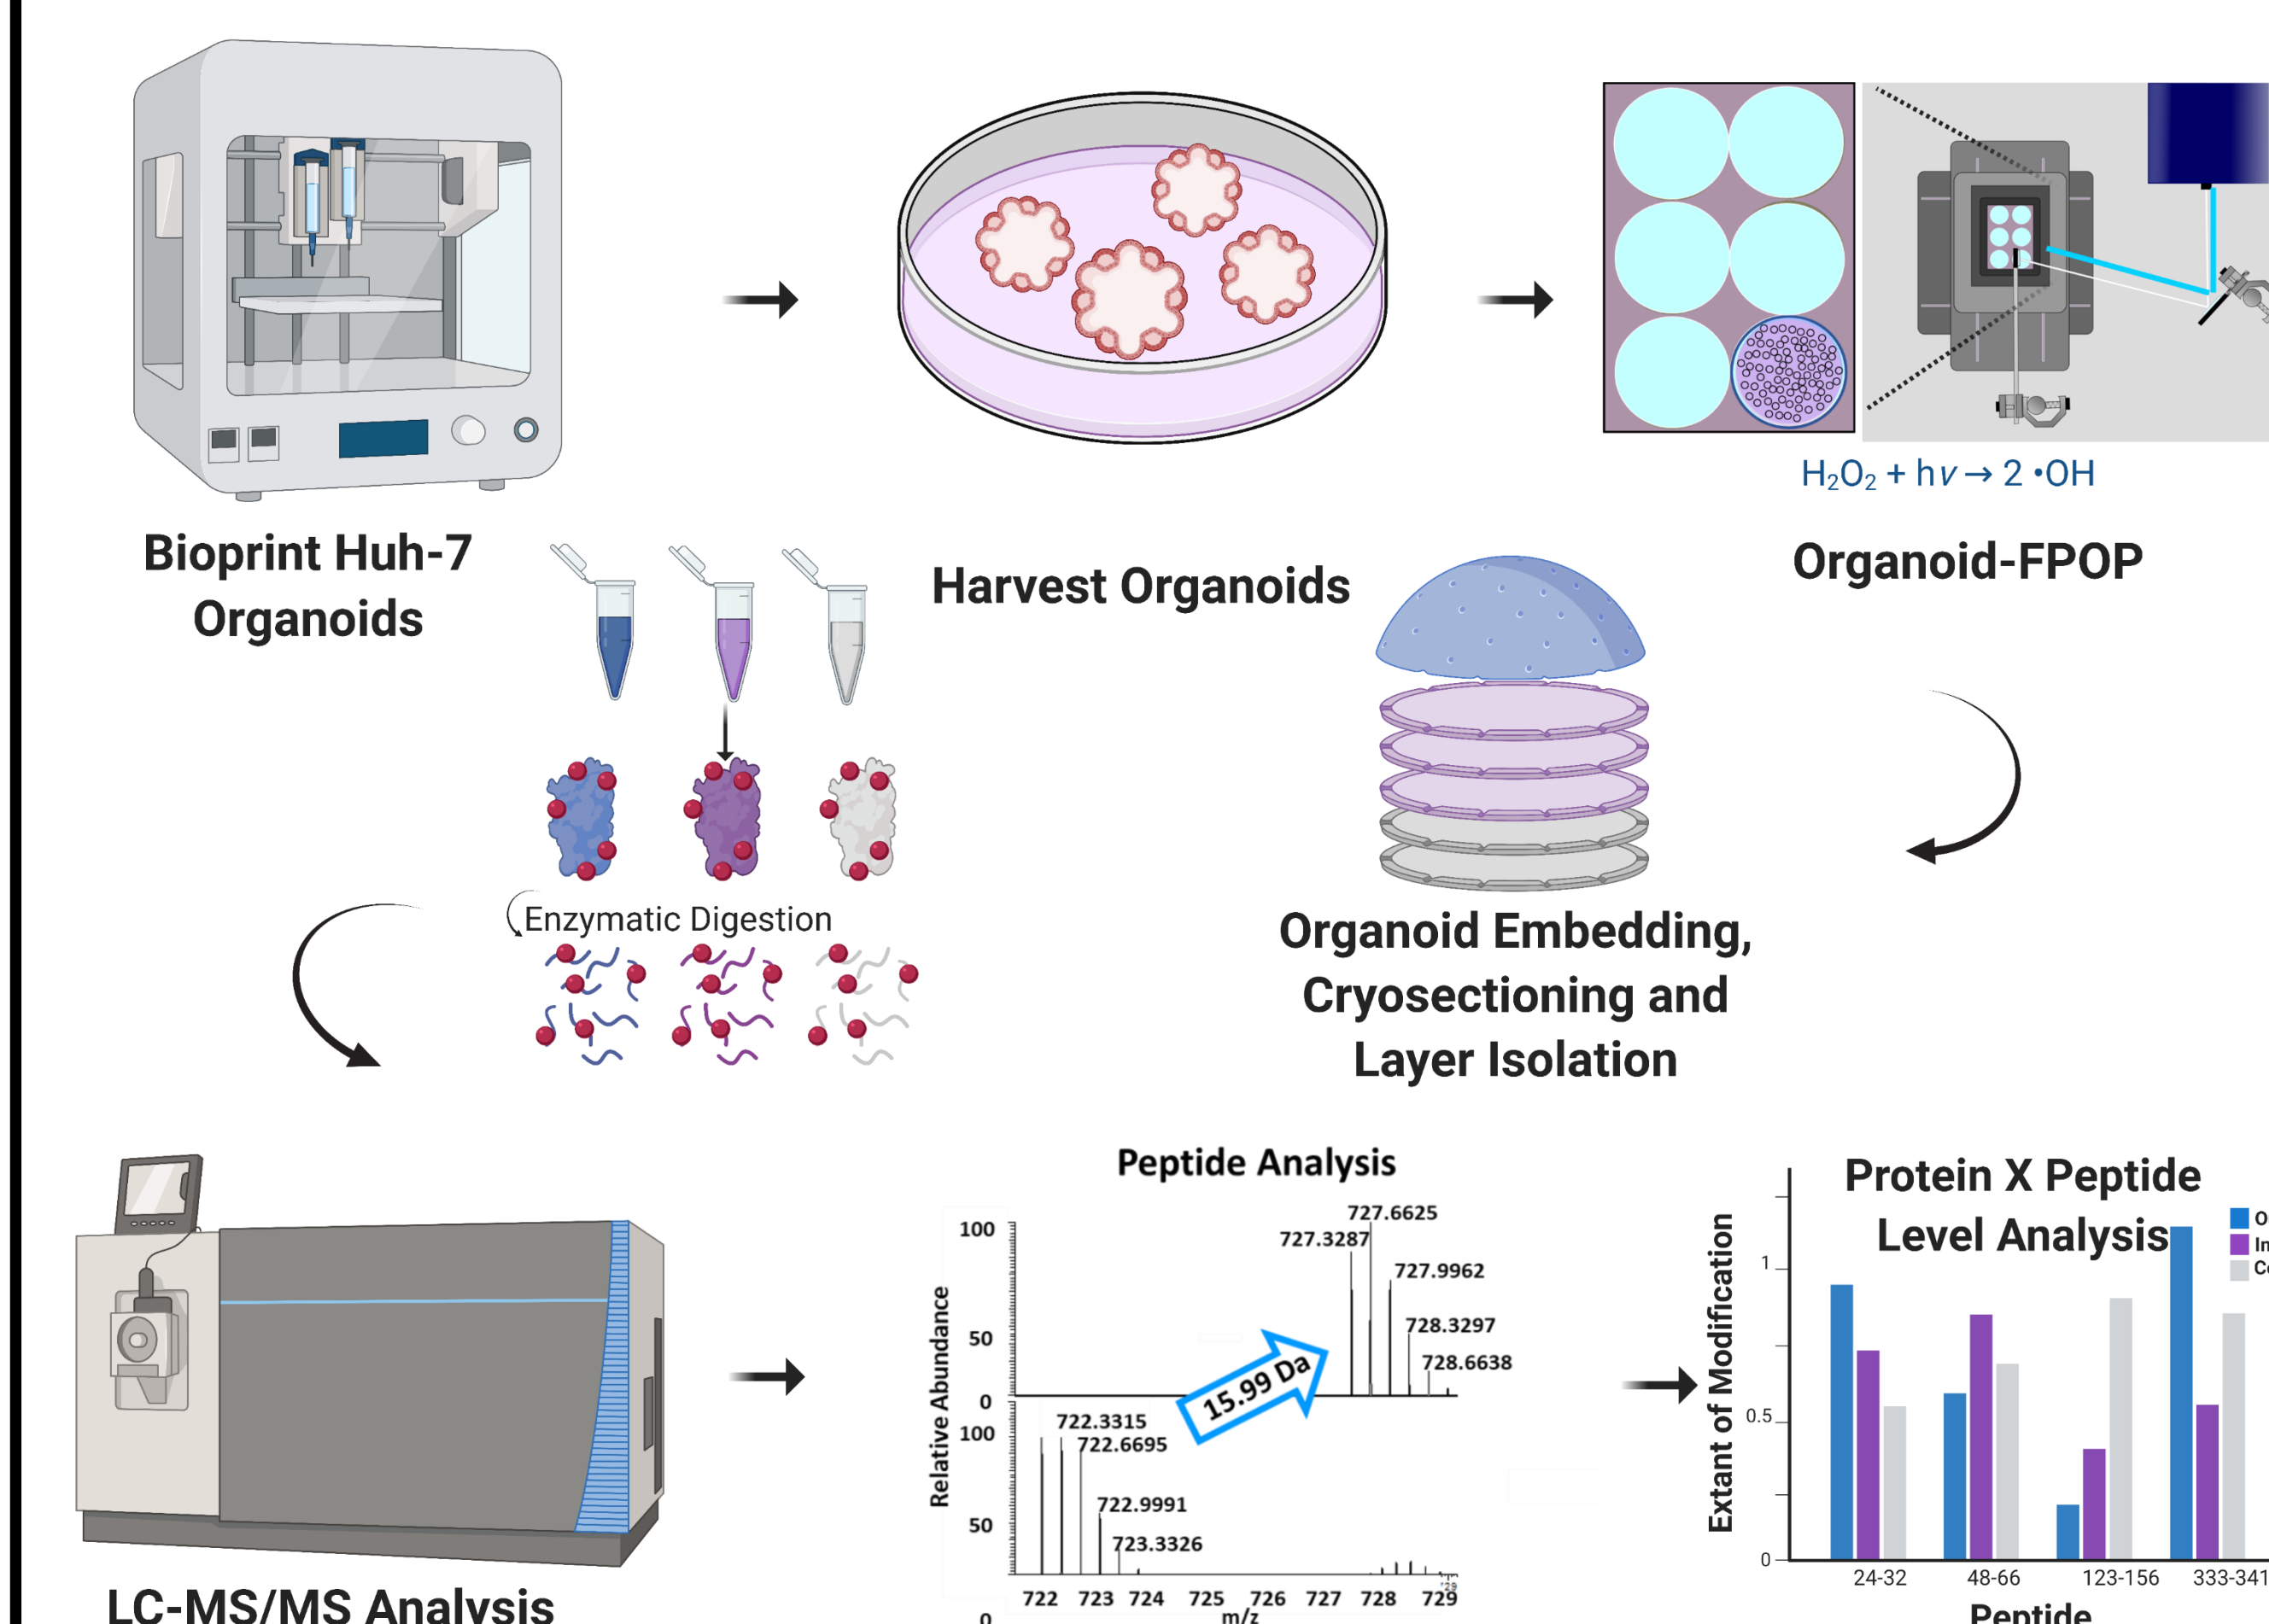 H₂O₂ + hν → 2 •OH
Bioprint Huh-7
Organoids
Harvest Organoids
Organoid-FPOP
Enzymatic Digestion
Organoid Embedding,
Cryosectioning and
Layer Isolation
LC-MS/MS Analysis
Peptide Analysis
Relative Abundance
100
50
0
100
50
0
727.6625
727.3287
727.9962
728.3297
728.6638
15.99 Da
722.3315
722.6695
722.9991
723.3326
722 723 724 725 726 727 728 729
729
m/z
Protein X Peptide
Level Analysis
Extant of Modification
1
0.5
0
O
In
Co
24-32 48-66 123-156 333-341
Peptide